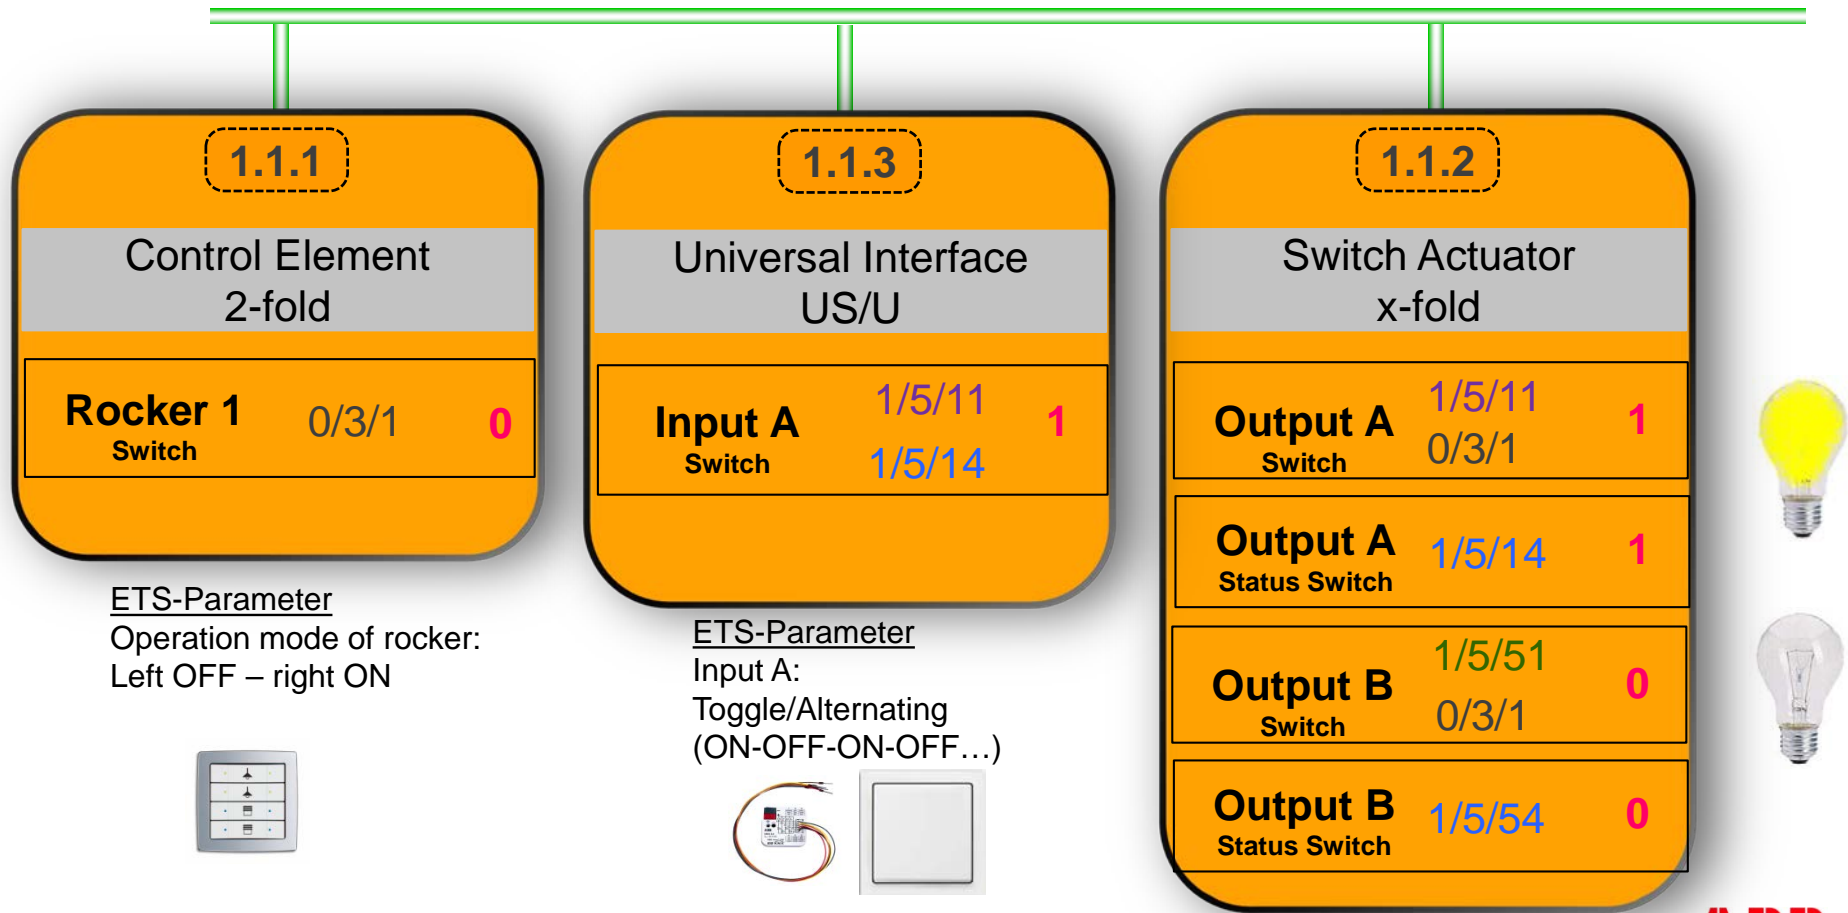 1.1.1
Control Element
2-fold
Rocker 1
Switch
0/3/1
0
ETS-Parameter
Operation mode of rocker:
Left OFF – right ON
1.1.3
Universal Interface
US/U
Input A
Switch
1/5/11
1/5/14
1
ETS-Parameter
Input A:
Toggle/Alternating
(ON-OFF-ON-OFF…)
1.1.2
Switch Actuator
x-fold
Output A
Switch
1/5/11
0/3/1
1
Output A
Status Switch
1/5/14
1
Output B
Switch
1/5/51
0/3/1
0
Output B
Status Switch
1/5/54
0